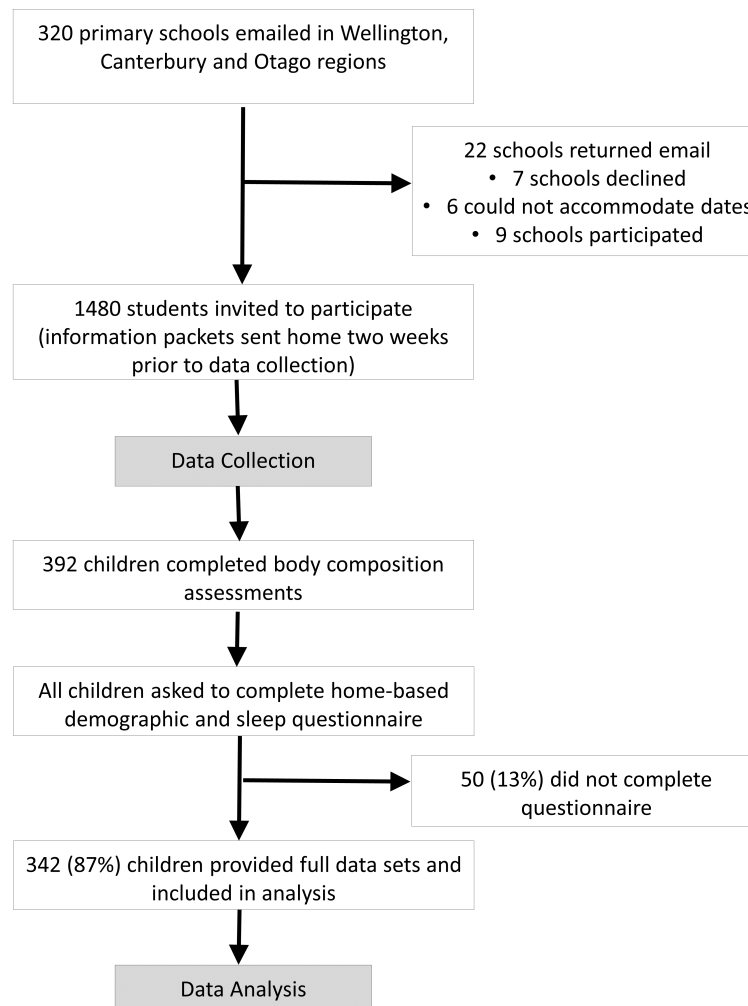 320 primary schools emailed in Wellington,
Canterbury and Otago regions
22 schools returned email
• 7 schools declined
• 6 could not accommodate dates
• 9 schools participated
1480 students invited to participate
(information packets sent home two weeks
prior to data collection)
Data Collection
392 children completed body composition
assessments
All children asked to complete home-based
demographic and sleep questionnaire
50 (13%) did not complete
questionnaire
342 (87%) children provided full data sets and
included in analysis
Data Analysis